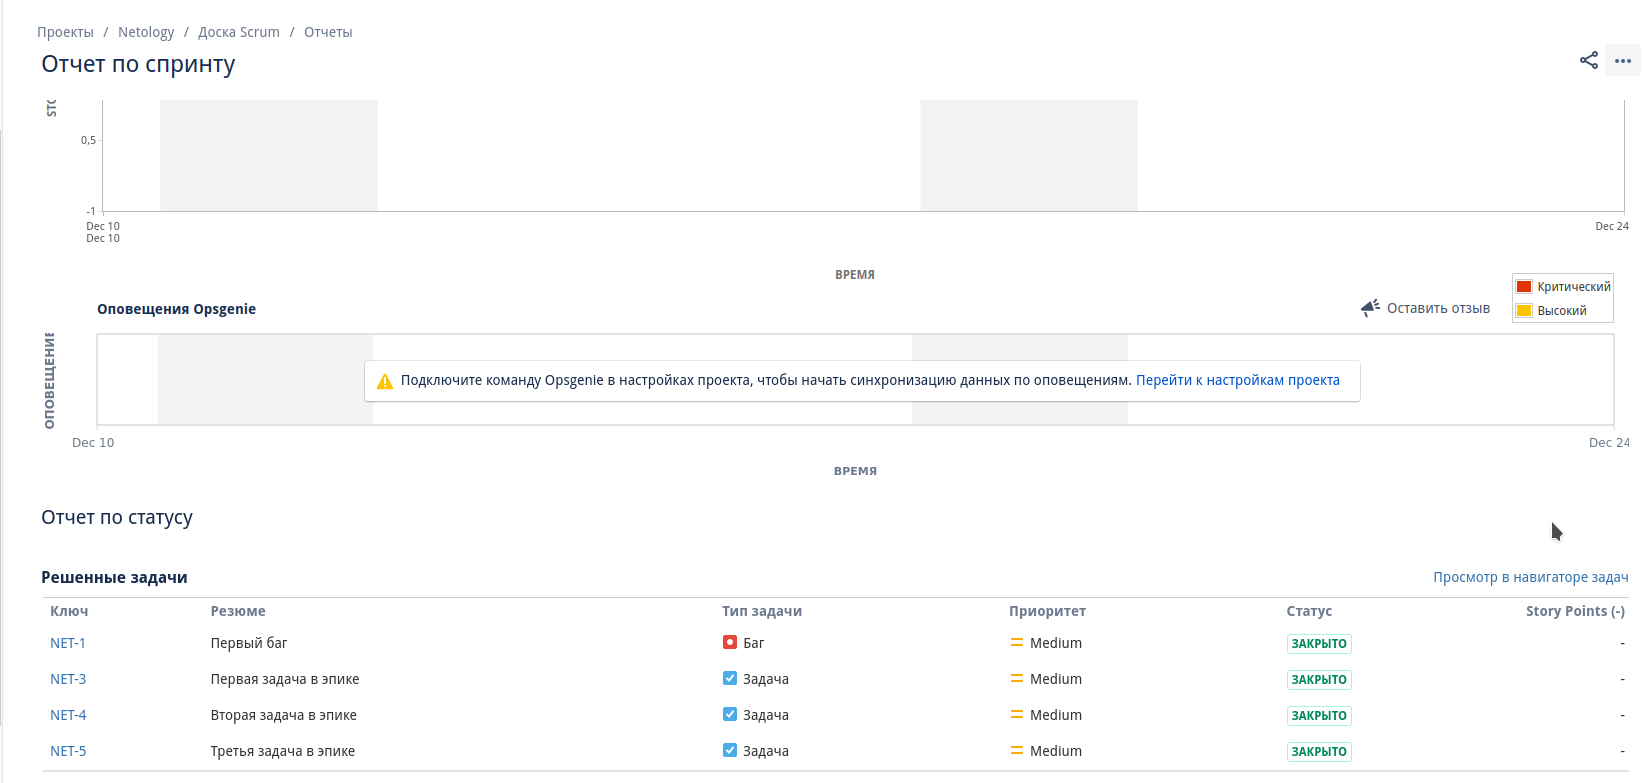 Проекты / Netology / Доска Scrum / Отчеты
Отчет по спринту
0,5
-1
Dec 10
Dec 10
Dec 24
ВРЕМЯ
Критический
Высокий
Оповещения Opsgenie
Оставить отзыв
Подключите команду Opsgenie в настройках проекта, чтобы начать синхронизацию данных по оповещениям. Перейти к настройкам проекта
Dec 10
Dec 24
ВРЕМЯ
Отчет по статусу
Решенные задачи
Просмотр в навигаторе задач
Ключ Резюме Тип задачи Приоритет Статус Story Points (-)
NET-1 Первый баг Баг Medium ЗАКРЫТО -
NET-3 Первая задача в эпике Задача Medium ЗАКРЫТО -
NET-4 Вторая задача в эпике Задача Medium ЗАКРЫТО -
NET-5 Третья задача в эпике Задача Medium ЗАКРЫТО -